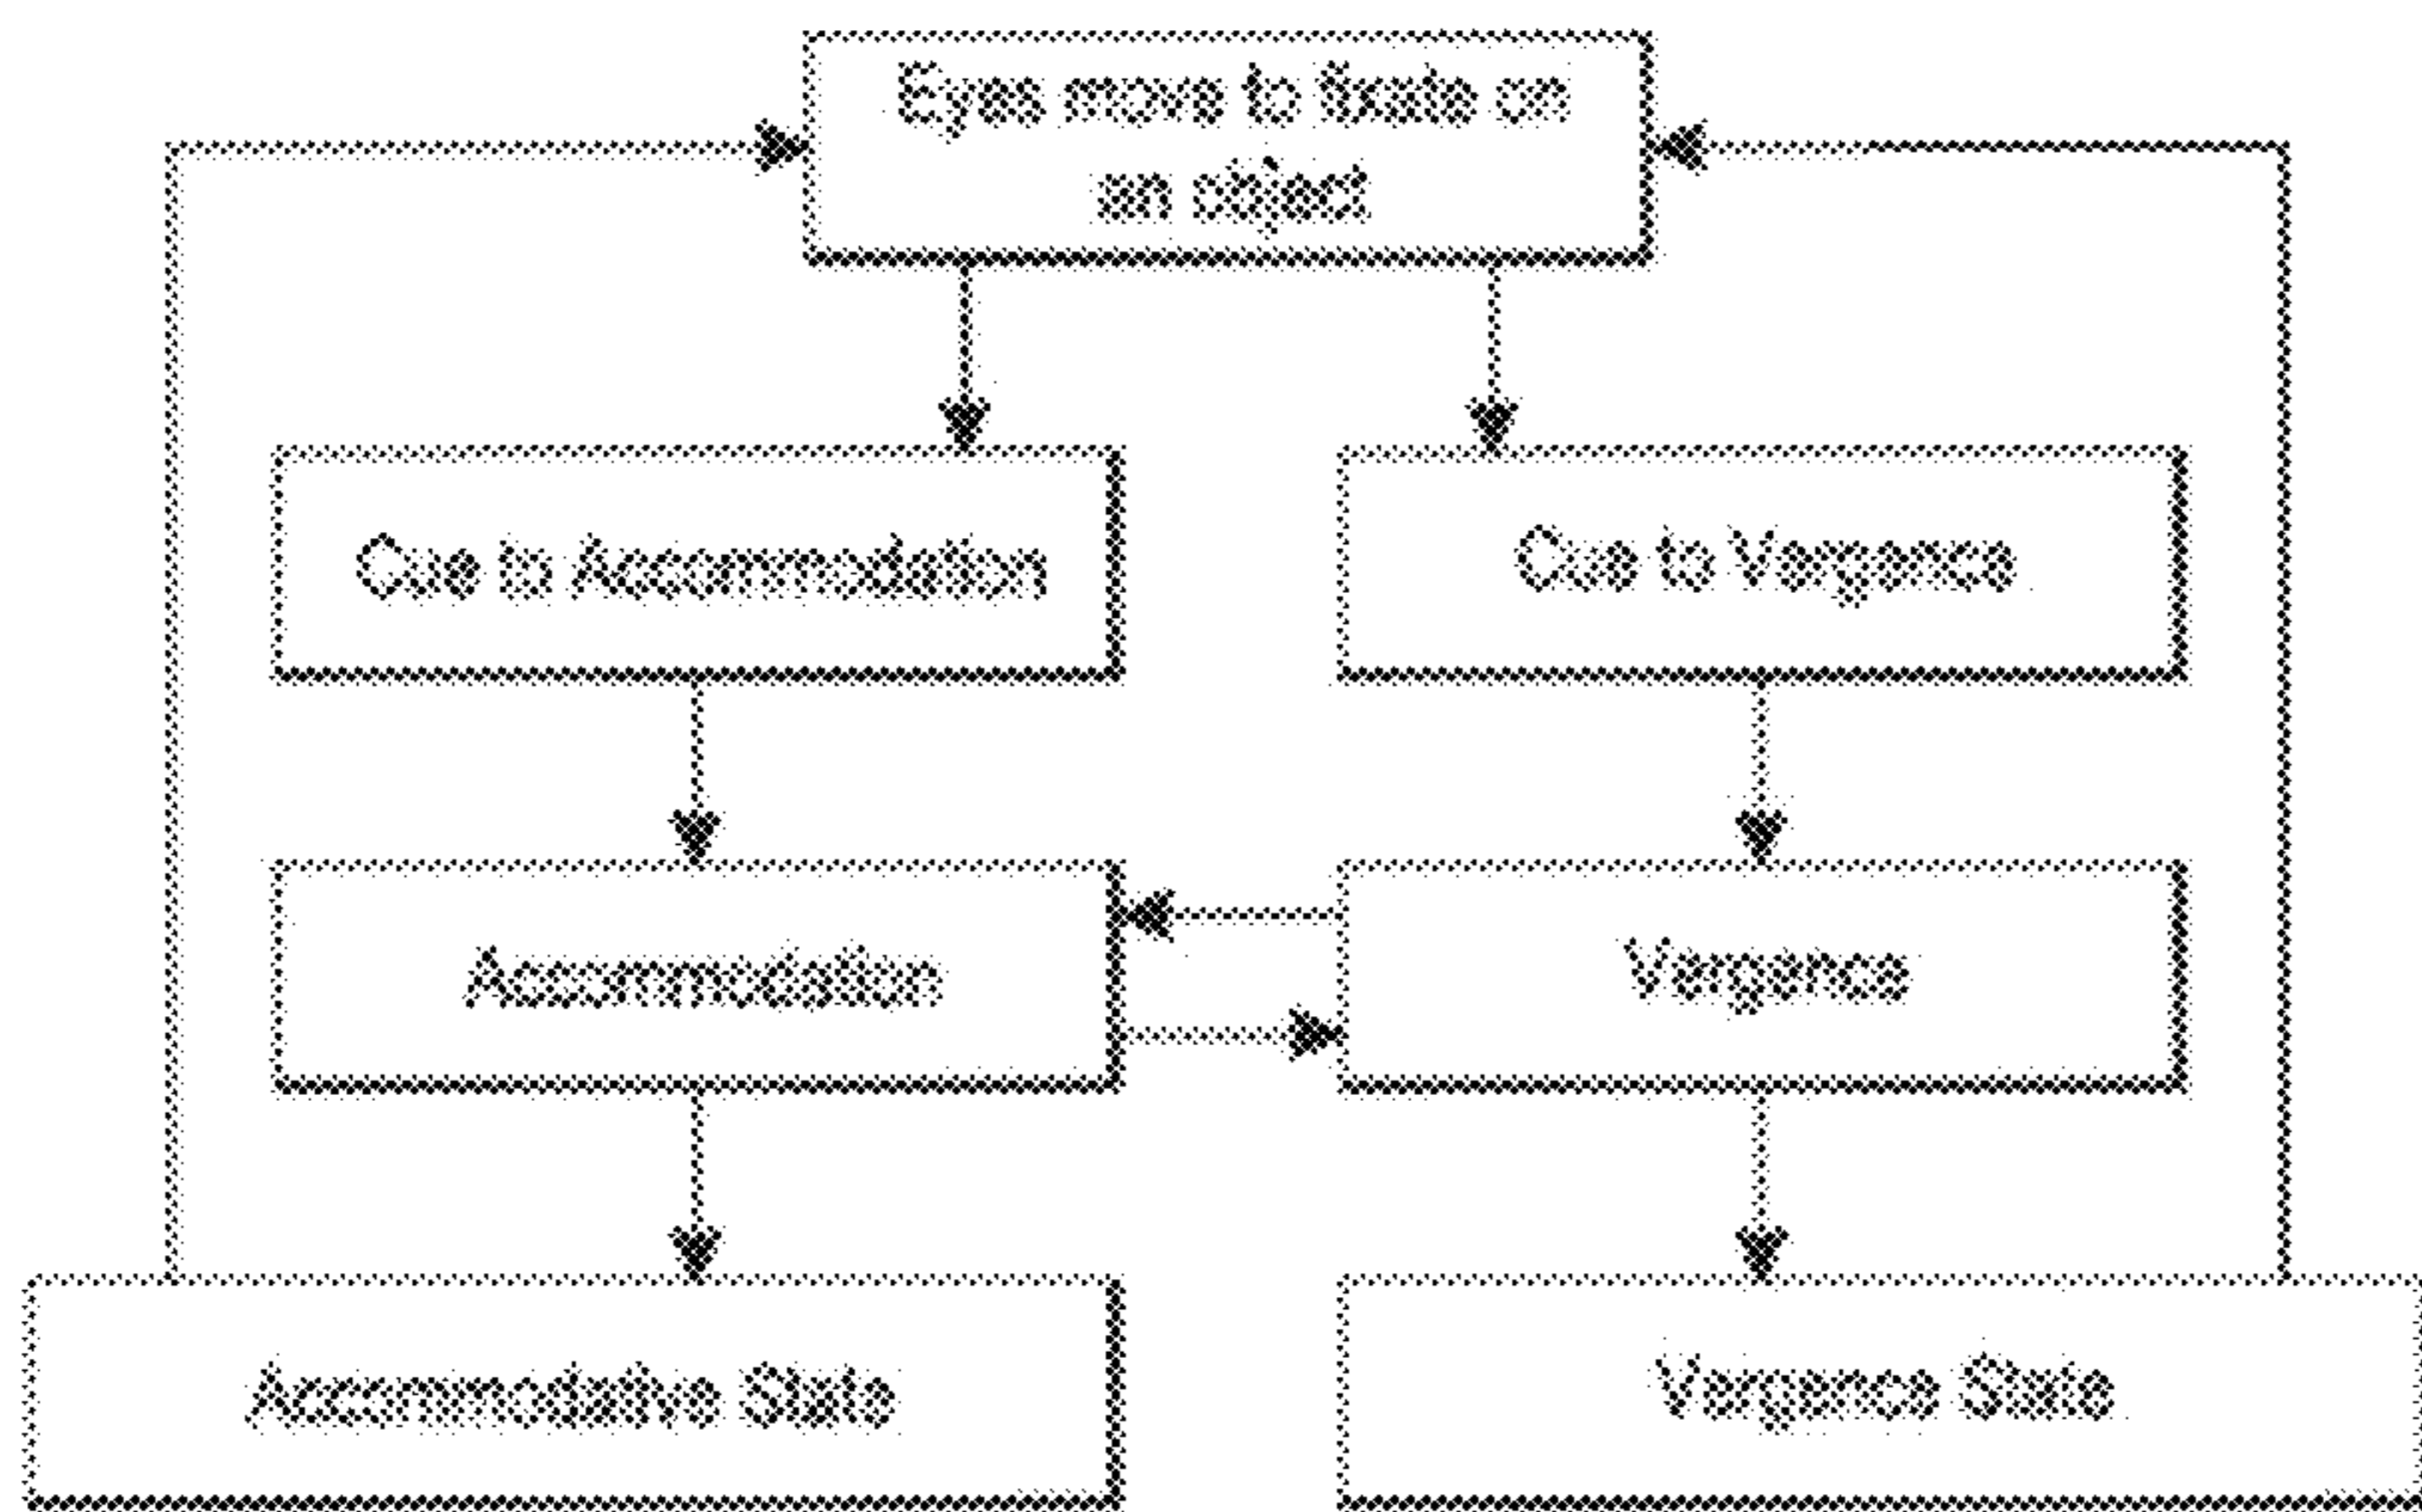 Eyes move to fixate on
an object
Cue to Accommodation
Cue to Vergence
Accommodation
Vergence
Accommodative State
Vergence State